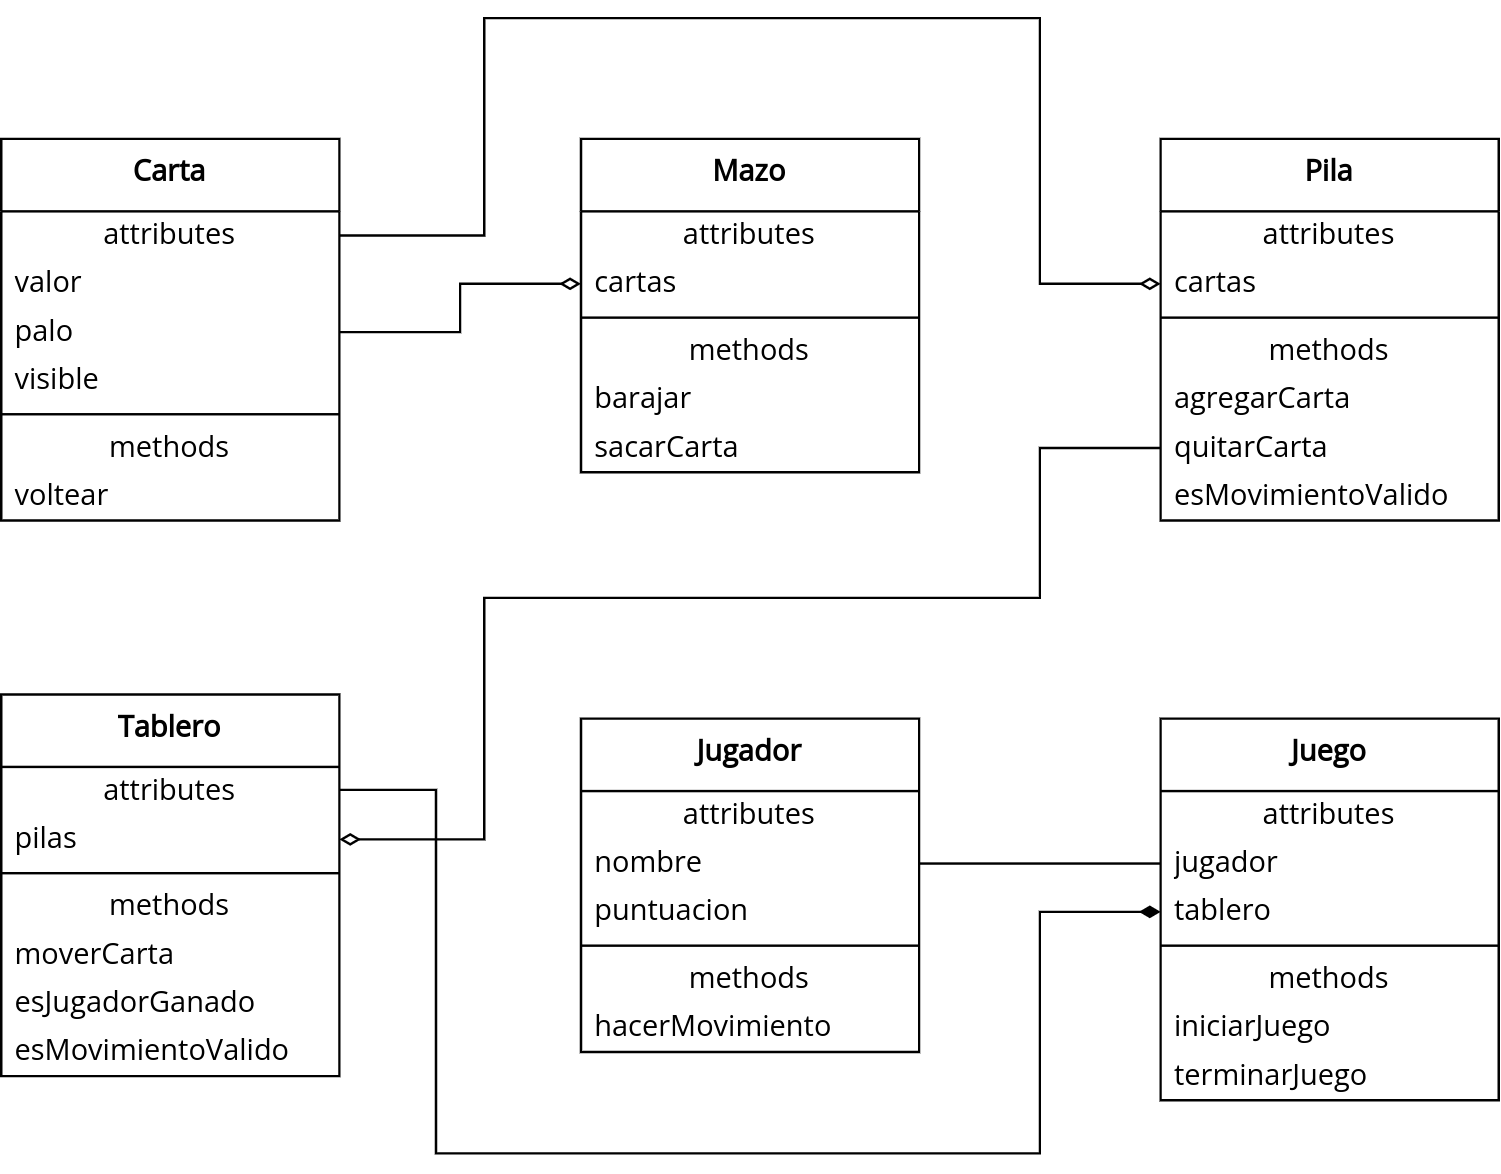 Carta
attributes
valor
palo
visible
methods
voltear
Mazo
attributes
cartas
methods
barajar
sacarCarta
Pila
attributes
cartas
methods
agregarCarta
quitarCarta
esMovimientoValido
Tablero
attributes
pilas
methods
moverCarta
esJugadorGanado
esMovimientoValido
Jugador
attributes
nombre
puntuacion
methods
hacerMovimiento
Juego
attributes
jugador
tablero
methods
iniciarJuego
terminarJuego